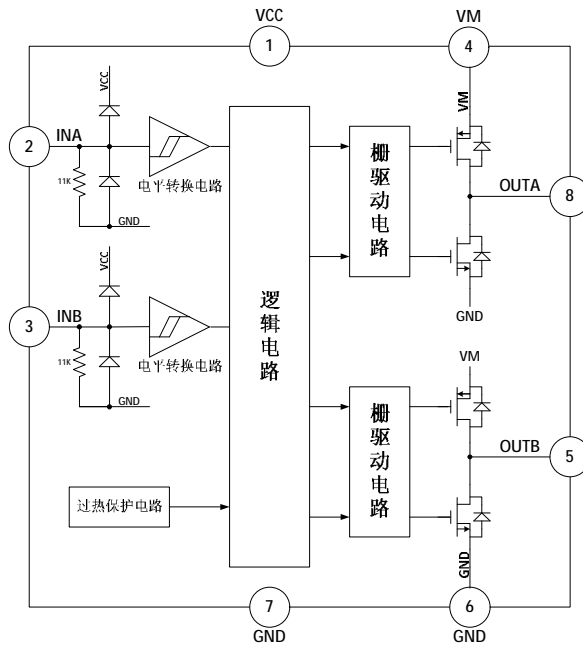 VCC
VM
1
4
VCC
VM
2
INA
11K
电平转换电路
GND
栅驱动电路
OUTA
8
VCC
GND
3
INB
11K
电平转换电路
GND
逻辑电路
VM
栅驱动电路
OUTB
5
过热保护电路
GND
7
6
GND
GND